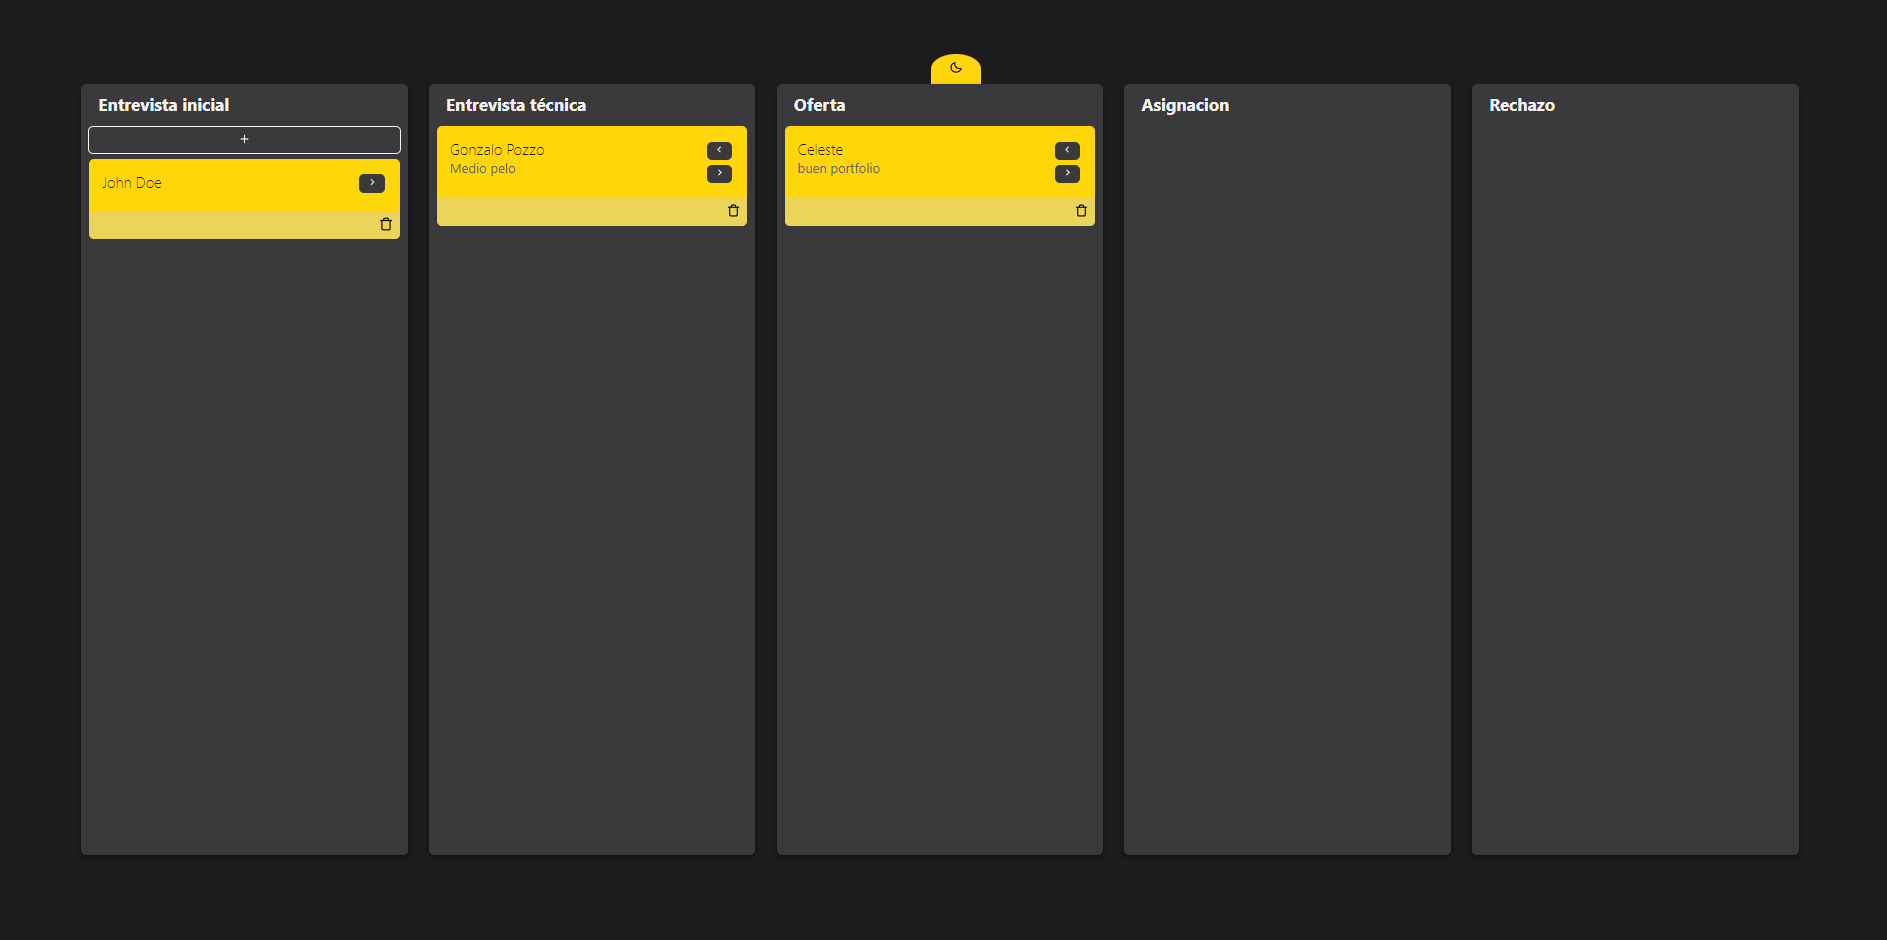 Entrevista inicial
+
John Doe
Entrevista técnica
Gonzalo Pozzo
Medio pelo
Oferta
Celeste
buen portfolio
Asignacion
Rechazo